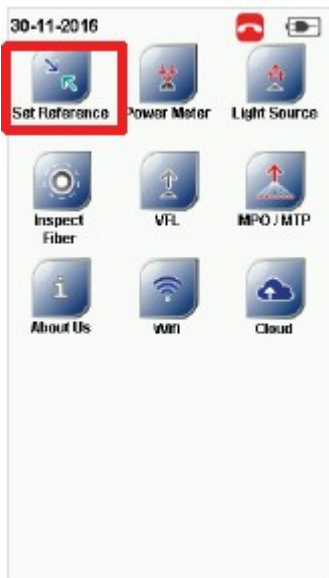 30-11-2016
Set Reference Power Meter Light Source
Inspect Fiber VFL MPO / MTP
i
About Us Wifi Cloud